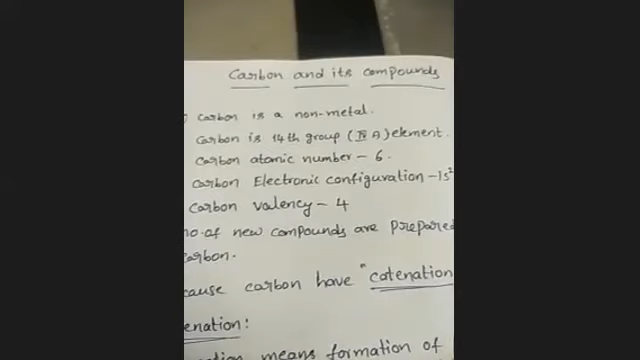 Carbon and its compounds
carbon is a non-metal.
Carbon is 14th group (IV A) element.
Carbon atomic number - 6.
Carbon Electronic configuration - 1s²
Carbon valency - 4
no.of new compounds are prepared
carbon.
cause carbon have "catenation
enation:
means formation of